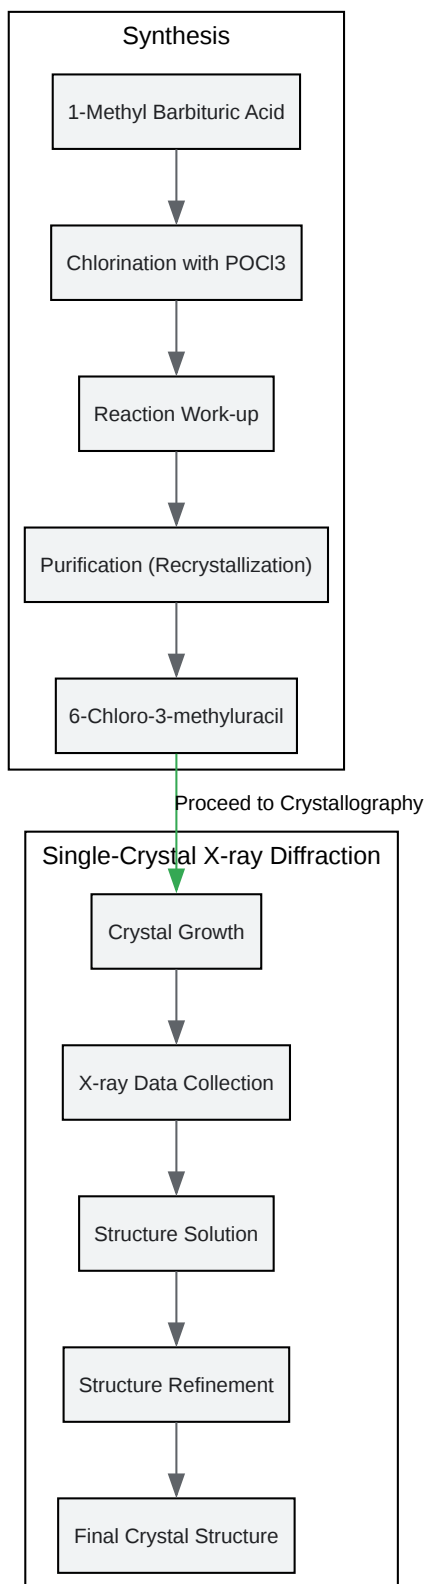 Synthesis
1-Methyl Barbituric Acid
Chlorination with POCl3
Reaction Work-up
Purification (Recrystallization)
6-Chloro-3-methyluracil
Proceed to Crystallography
Single-Crystal X-ray Diffraction
Crystal Growth
X-ray Data Collection
Structure Solution
Structure Refinement
Final Crystal Structure